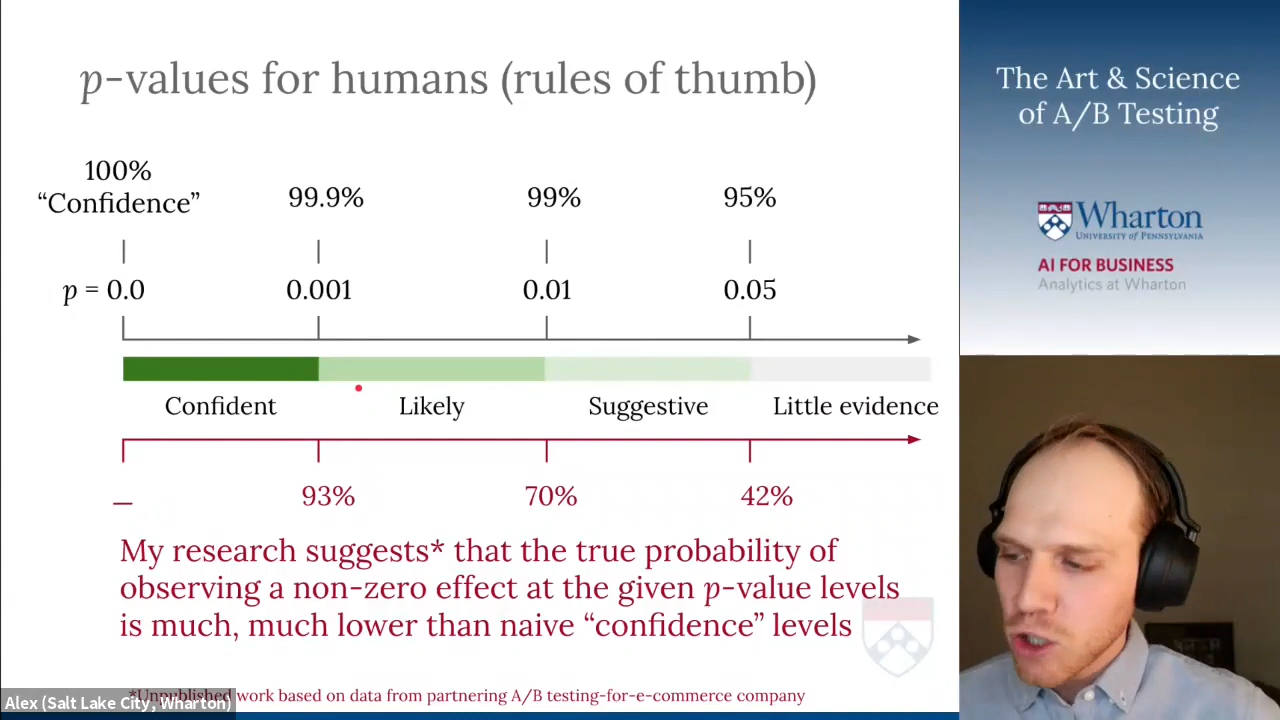 p-values for humans (rules of thumb)
100%
“Confidence”
99.9%
99%
95%
p = 0.0
0.001
0.01
0.05
Confident
Likely
Suggestive
Little evidence
—
93%
70%
42%
My research suggests* that the true probability of
observing a non-zero effect at the given p-value levels
is much, much lower than naive “confidence” levels
*Unpublished work based on data from partnering A/B testing-for-e-commerce company
Alex (Salt Lake City, Wharton)
The Art & Science
of A/B Testing
Wharton
UNIVERSITY of PENNSYLVANIA
AI FOR BUSINESS
Analytics at Wharton